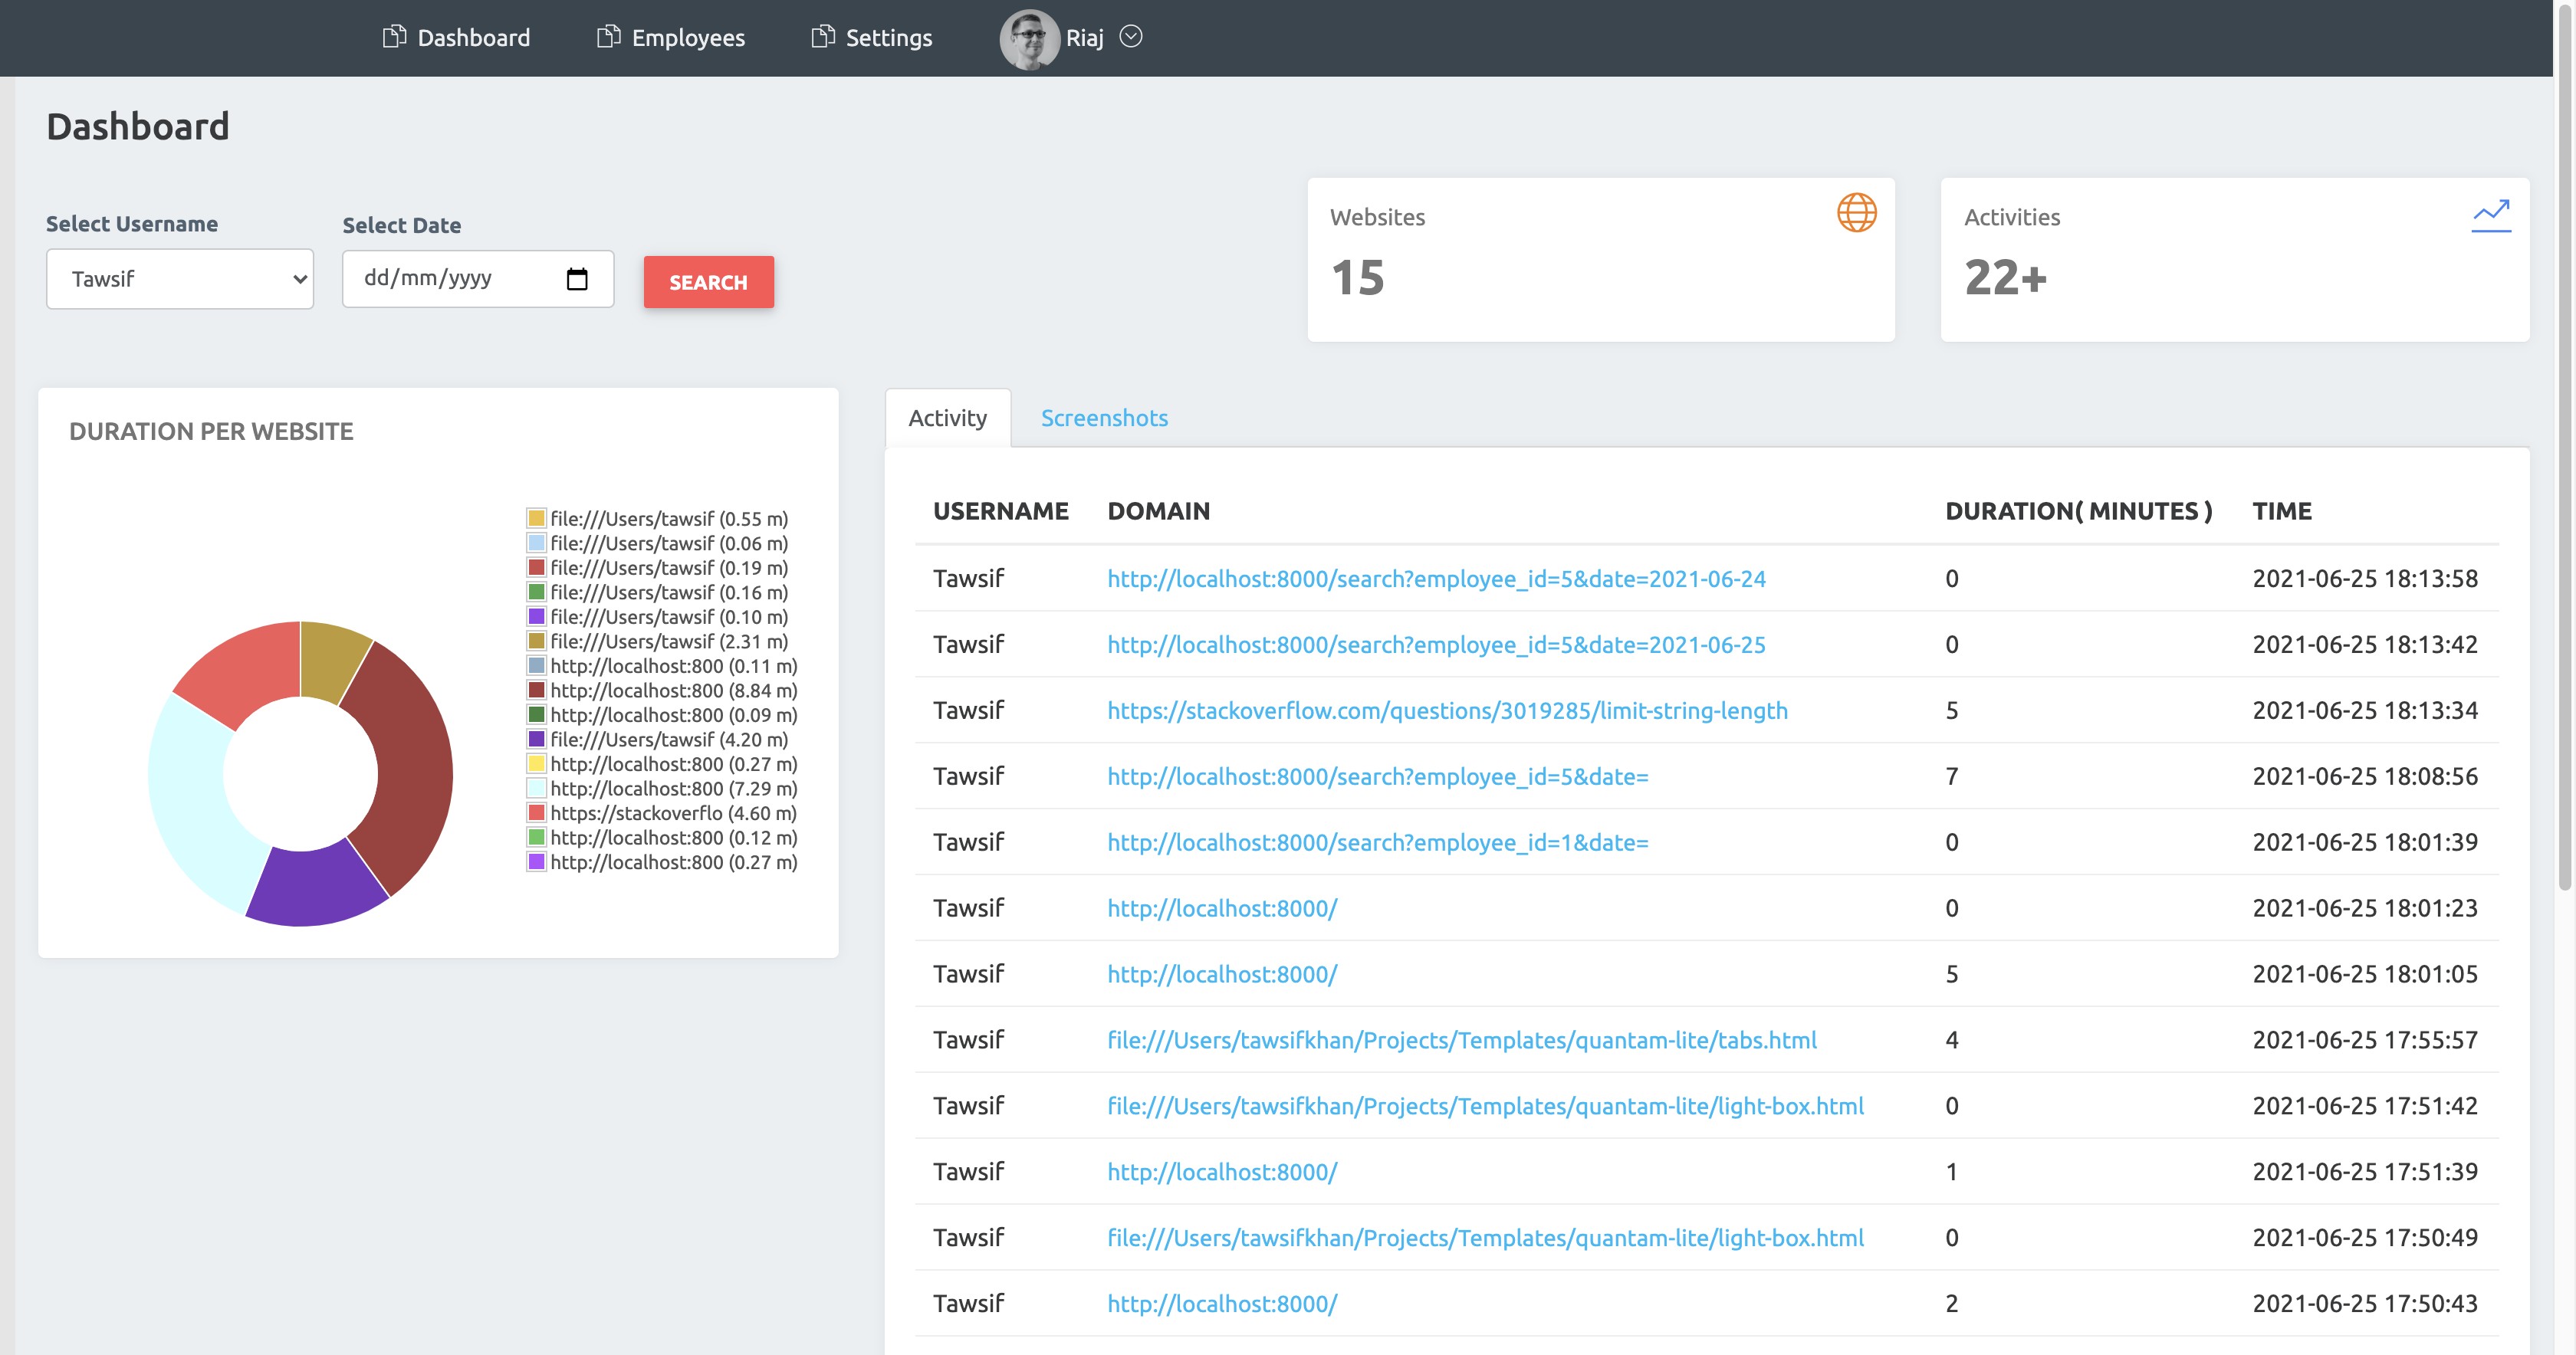 Dashboard Employees Settings Riaj
Dashboard
Select Username Select Date
Tawsif dd/mm/yyyy SEARCH
Websites
15
Activities
22+
DURATION PER WEBSITE
file:///Users/tawsif (0.55 m)
file:///Users/tawsif (0.06 m)
file:///Users/tawsif (0.19 m)
file:///Users/tawsif (0.16 m)
file:///Users/tawsif (0.10 m)
file:///Users/tawsif (2.31 m)
http://localhost:800 (0.11 m)
http://localhost:800 (8.84 m)
http://localhost:800 (0.09 m)
file:///Users/tawsif (4.20 m)
http://localhost:800 (0.27 m)
http://localhost:800 (7.29 m)
https://stackoverflo (4.60 m)
http://localhost:800 (0.12 m)
http://localhost:800 (0.27 m)
Activity Screenshots
USERNAME DOMAIN DURATION( MINUTES ) TIME
Tawsif http://localhost:8000/search?employee_id=5&date=2021-06-24 0 2021-06-25 18:13:58
Tawsif http://localhost:8000/search?employee_id=5&date=2021-06-25 0 2021-06-25 18:13:42
Tawsif https://stackoverflow.com/questions/3019285/limit-string-length 5 2021-06-25 18:13:34
Tawsif http://localhost:8000/search?employee_id=5&date= 7 2021-06-25 18:08:56
Tawsif http://localhost:8000/search?employee_id=1&date= 0 2021-06-25 18:01:39
Tawsif http://localhost:8000/ 0 2021-06-25 18:01:23
Tawsif http://localhost:8000/ 5 2021-06-25 18:01:05
Tawsif file:///Users/tawsifkhan/Projects/Templates/quantam-lite/tabs.html 4 2021-06-25 17:55:57
Tawsif file:///Users/tawsifkhan/Projects/Templates/quantam-lite/light-box.html 0 2021-06-25 17:51:42
Tawsif http://localhost:8000/ 1 2021-06-25 17:51:39
Tawsif file:///Users/tawsifkhan/Projects/Templates/quantam-lite/light-box.html 0 2021-06-25 17:50:49
Tawsif http://localhost:8000/ 2 2021-06-25 17:50:43